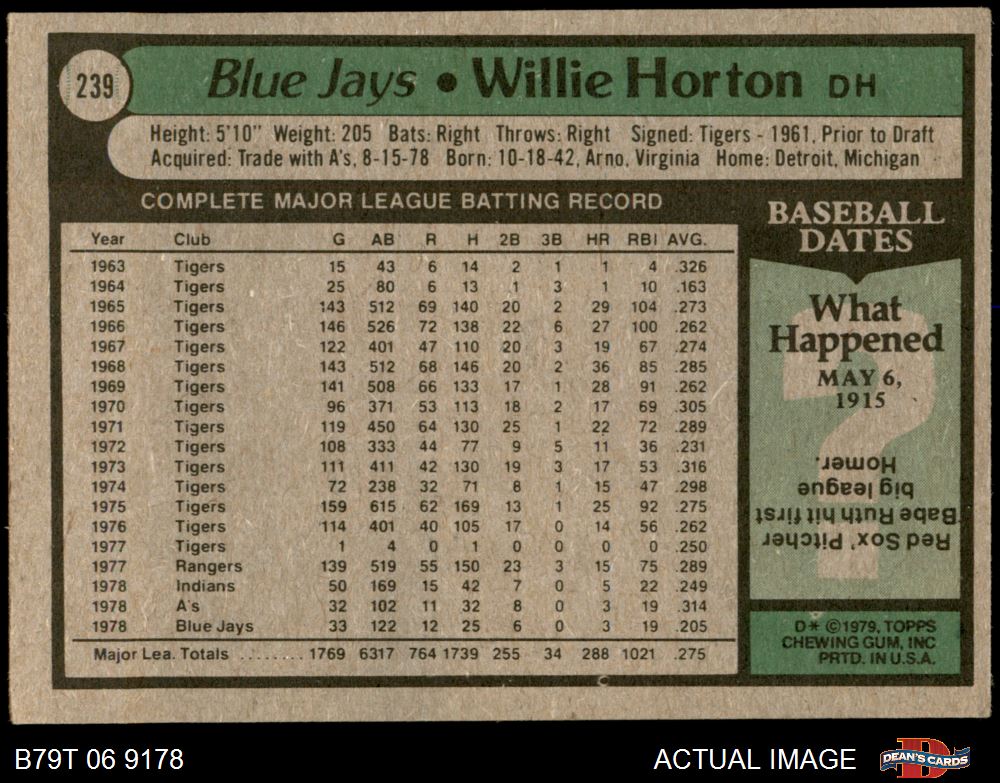 239
Blue Jays • Willie Horton DH
Height: 5'10" Weight: 205 Bats: Right Throws: Right Signed: Tigers - 1961, Prior to Draft
Acquired: Trade with A's, 8-15-78 Born: 10-18-42, Arno, Virginia Home: Detroit, Michigan
COMPLETE MAJOR LEAGUE BATTING RECORD
Year Club G AB R H 2B 3B HR RBI AVG.
1963 Tigers 15 43 6 14 2 1 1 4 .326
1964 Tigers 25 80 6 13 1 3 1 10 .163
1965 Tigers 143 512 69 140 20 2 29 104 .273
1966 Tigers 146 526 72 138 22 6 27 100 .262
1967 Tigers 122 401 47 110 20 3 19 67 .274
1968 Tigers 143 512 68 146 20 2 36 85 .285
1969 Tigers 141 508 66 133 17 1 28 91 .262
1970 Tigers 96 371 53 113 18 2 17 69 .305
1971 Tigers 119 450 64 130 25 1 22 72 .289
1972 Tigers 108 333 44 77 9 5 11 36 .231
1973 Tigers 111 411 42 130 19 3 17 53 .316
1974 Tigers 72 238 32 71 8 1 15 47 .298
1975 Tigers 159 615 62 169 13 1 25 92 .275
1976 Tigers 114 401 40 105 17 0 14 56 .262
1977 Tigers 1 4 0 1 0 0 0 0 .250
1977 Rangers 139 519 55 150 23 3 15 75 .289
1978 Indians 50 169 15 42 7 0 5 22 .249
1978 A's 32 102 11 32 8 0 3 19 .314
1978 Blue Jays 33 122 12 25 6 0 3 19 .205
Major Lea. Totals ........ 1769 6317 764 1739 255 34 288 1021 .275
BASEBALL
DATES
What
Happened
MAY 6,
1915
?
Red Sox' Pitcher
Babe Ruth hit first
big league
Homer.
D* ©1979, TOPPS
CHEWING GUM, INC
PRTD. IN U.S.A.
B79T 06 9178
ACTUAL IMAGE
DEAN'S CARDS